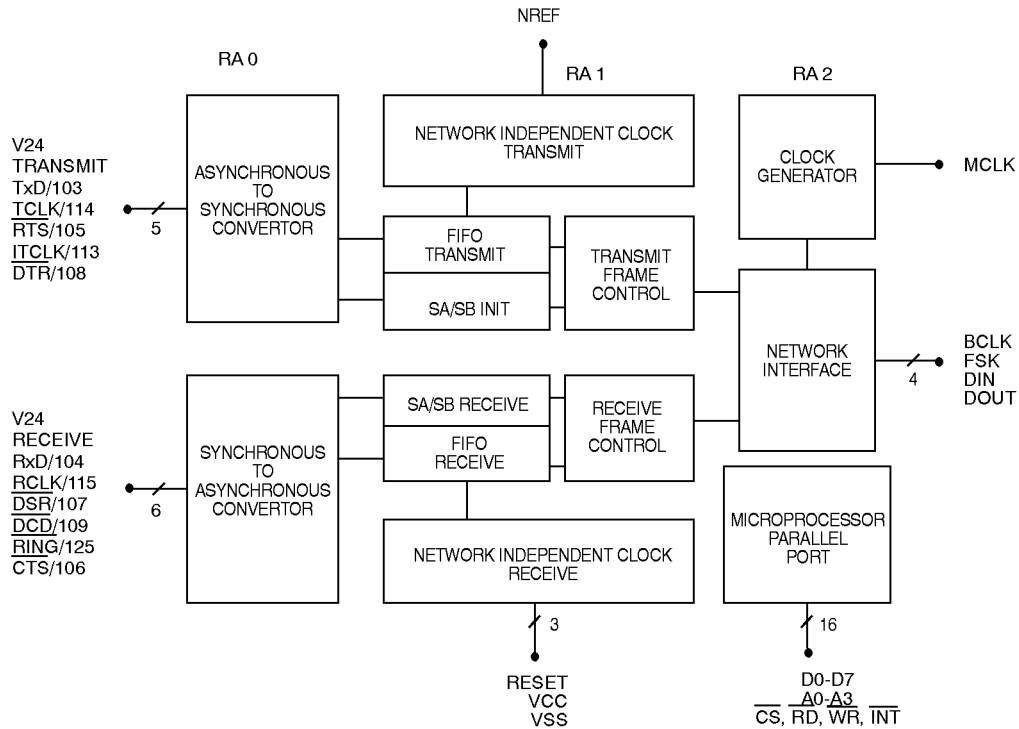 NREF
RA 0
RA 1
RA 2
V24
TRANSMIT
TxD/103
TCLK/114
RTS/105
ITCLK/113
DTR/108
5
ASYNCHRONOUS
TO
SYNCHRONOUS
CONVERTOR
NETWORK INDEPENDENT CLOCK
TRANSMIT
FIFO
TRANSMIT
SA/SB INIT
TRANSMIT
FRAME
CONTROL
CLOCK
GENERATOR
MCLK
NETWORK
INTERFACE
4
BCLK
FSK
DIN
DOUT
V24
RECEIVE
RxD/104
RCLK/115
DSR/107
DCD/109
RING/125
CTS/106
6
SYNCHRONOUS
TO
ASYNCHRONOUS
CONVERTOR
SA/SB RECEIVE
FIFO
RECEIVE
RECEIVE
FRAME
CONTROL
NETWORK INDEPENDENT CLOCK
RECEIVE
3
RESET
VCC
VSS
MICROPROCESSOR
PARALLEL
PORT
16
D0-D7
A0-A3
CS, RD, WR, INT